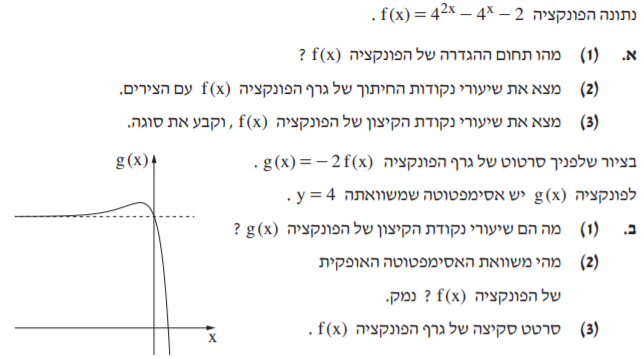 נתונה הפונקציה f(x) = 4^{2x} − 4^x − 2 .
א. (1) מהו תחום ההגדרה של הפונקציה f(x) ?
(2) מצא את שיעורי נקודות החיתוך של גרף הפונקציה f(x) עם הצירים.
(3) מצא את שיעורי נקודת הקיצון של הפונקציה f(x) , וקבע את סוגה.
בציור שלפניך סרטוט של גרף הפונקציה g(x) = − 2 f(x) .
לפונקציה g(x) יש אסימפטוטה שמשוואתה y = 4 .
ב. (1) מה הם שיעורי נקודת הקיצון של הפונקציה g(x) ?
(2) מהי משוואת האסימפטוטה האופקית
של הפונקציה f(x) ? נמק.
(3) סרטט סקיצה של גרף הפונקציה f(x) .
g(x)
x